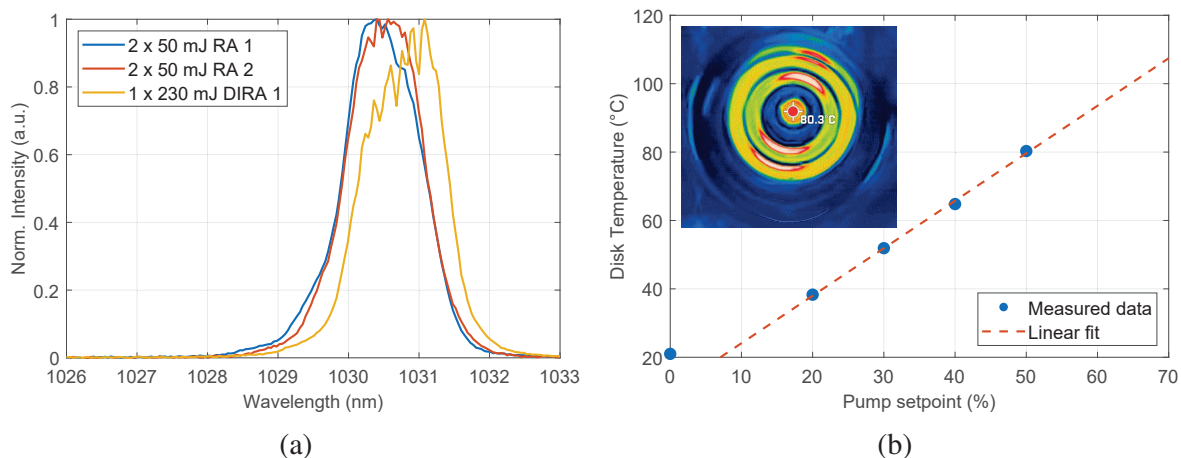 1
0.8
0.6
0.4
0.2
0
Norm. Intensity (a.u.)
2 x 50 mJ RA 1
2 x 50 mJ RA 2
1 x 230 mJ DIRA 1
1026 1027 1028 1029 1030 1031 1032 1033
Wavelength (nm)
(a)
120
100
80
60
40
20
Disk Temperature (°C)
80.3°C
Measured data
Linear fit
0 10 20 30 40 50 60 70
Pump setpoint (%)
(b)